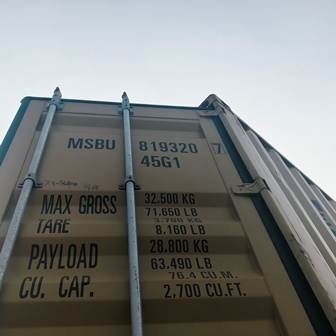 MSBU 819320 7
45G1
MAX GROSS 32.500 KG
71.650 LB
TARE 3.700 KG
8.160 LB
PAYLOAD 28.800 KG
63.490 LB
CU. CAP. 76.4 CU.M.
2.700 CU.FT.